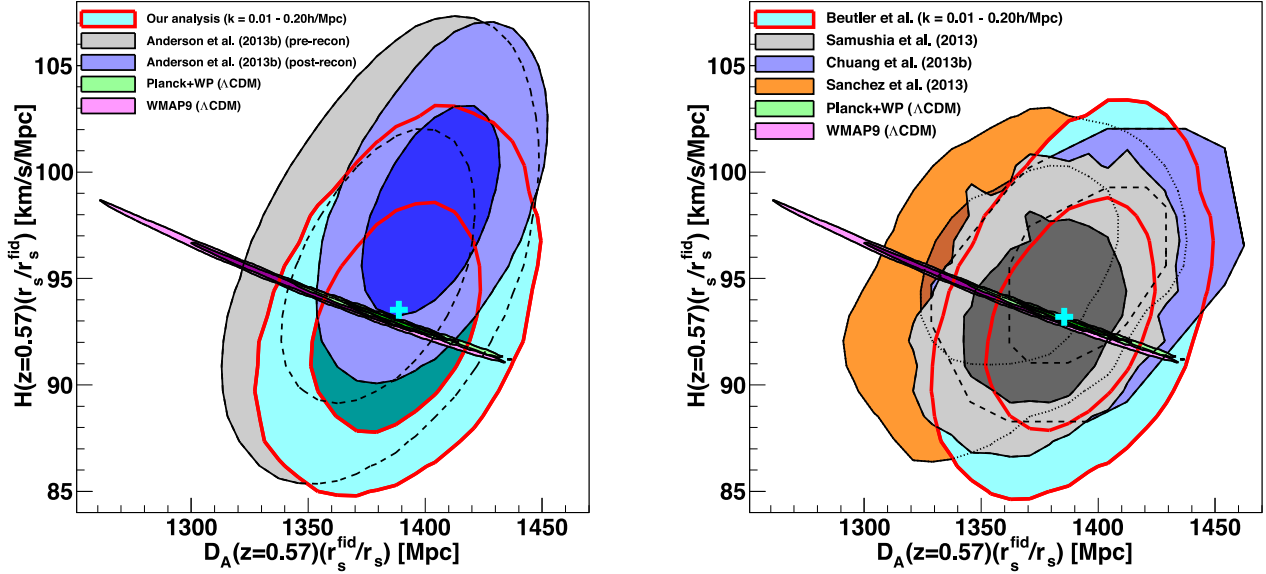 Our analysis (k = 0.01 - 0.20h/Mpc)
Anderson et al. (2013b) (pre-recon)
Anderson et al. (2013b) (post-recon)
Planck+WP (ΛCDM)
WMAP9 (ΛCDM)
H(z=0.57)(r_s/r_s^fid) [km/s/Mpc]
105
100
95
90
85
1300 1350 1400 1450
D_A(z=0.57)(r_s^fid/r_s) [Mpc]
Beutler et al. (k = 0.01 - 0.20h/Mpc)
Samushia et al. (2013)
Chuang et al. (2013b)
Sanchez et al. (2013)
Planck+WP (ΛCDM)
WMAP9 (ΛCDM)
H(z=0.57)(r_s/r_s^fid) [km/s/Mpc]
105
100
95
90
85
1300 1350 1400 1450
D_A(z=0.57)(r_s^fid/r_s) [Mpc]